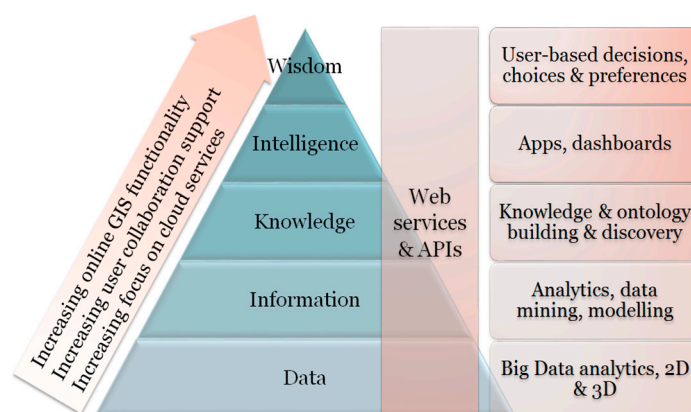 Increasing online GIS functionality
Increasing user collaboration support
Increasing focus on cloud services
Wisdom
Intelligence
Knowledge
Information
Data
Web
services
& APIs
User-based decisions,
choices & preferences
Apps, dashboards
Knowledge & ontology
building & discovery
Analytics, data
mining, modelling
Big Data analytics, 2D
& 3D